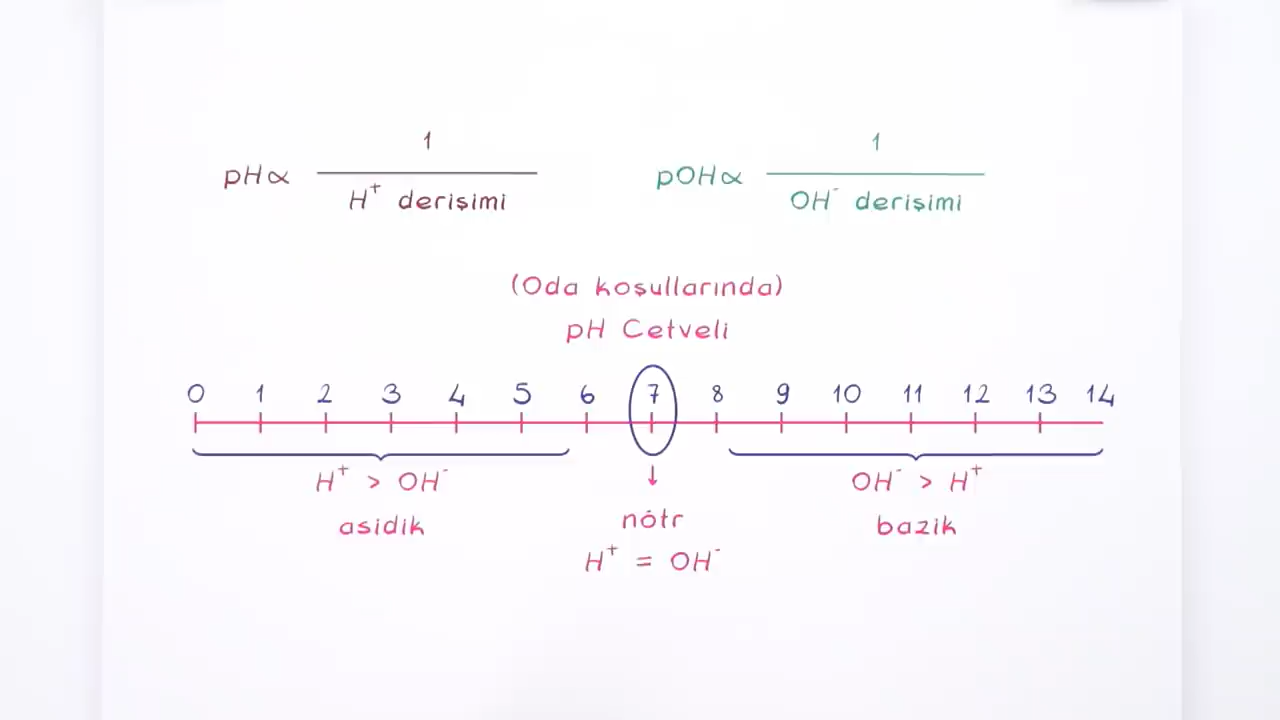 1
pH∝
H⁺ derişimi
1
pOH∝
OH⁻ derişimi
(Oda koşullarında)
pH Cetveli
0 1 2 3 4 5 6 7 8 9 10 11 12 13 14
H⁺ > OH⁻
asidik
↓
nötr
H⁺ = OH⁻
OH⁻ > H⁺
bazik